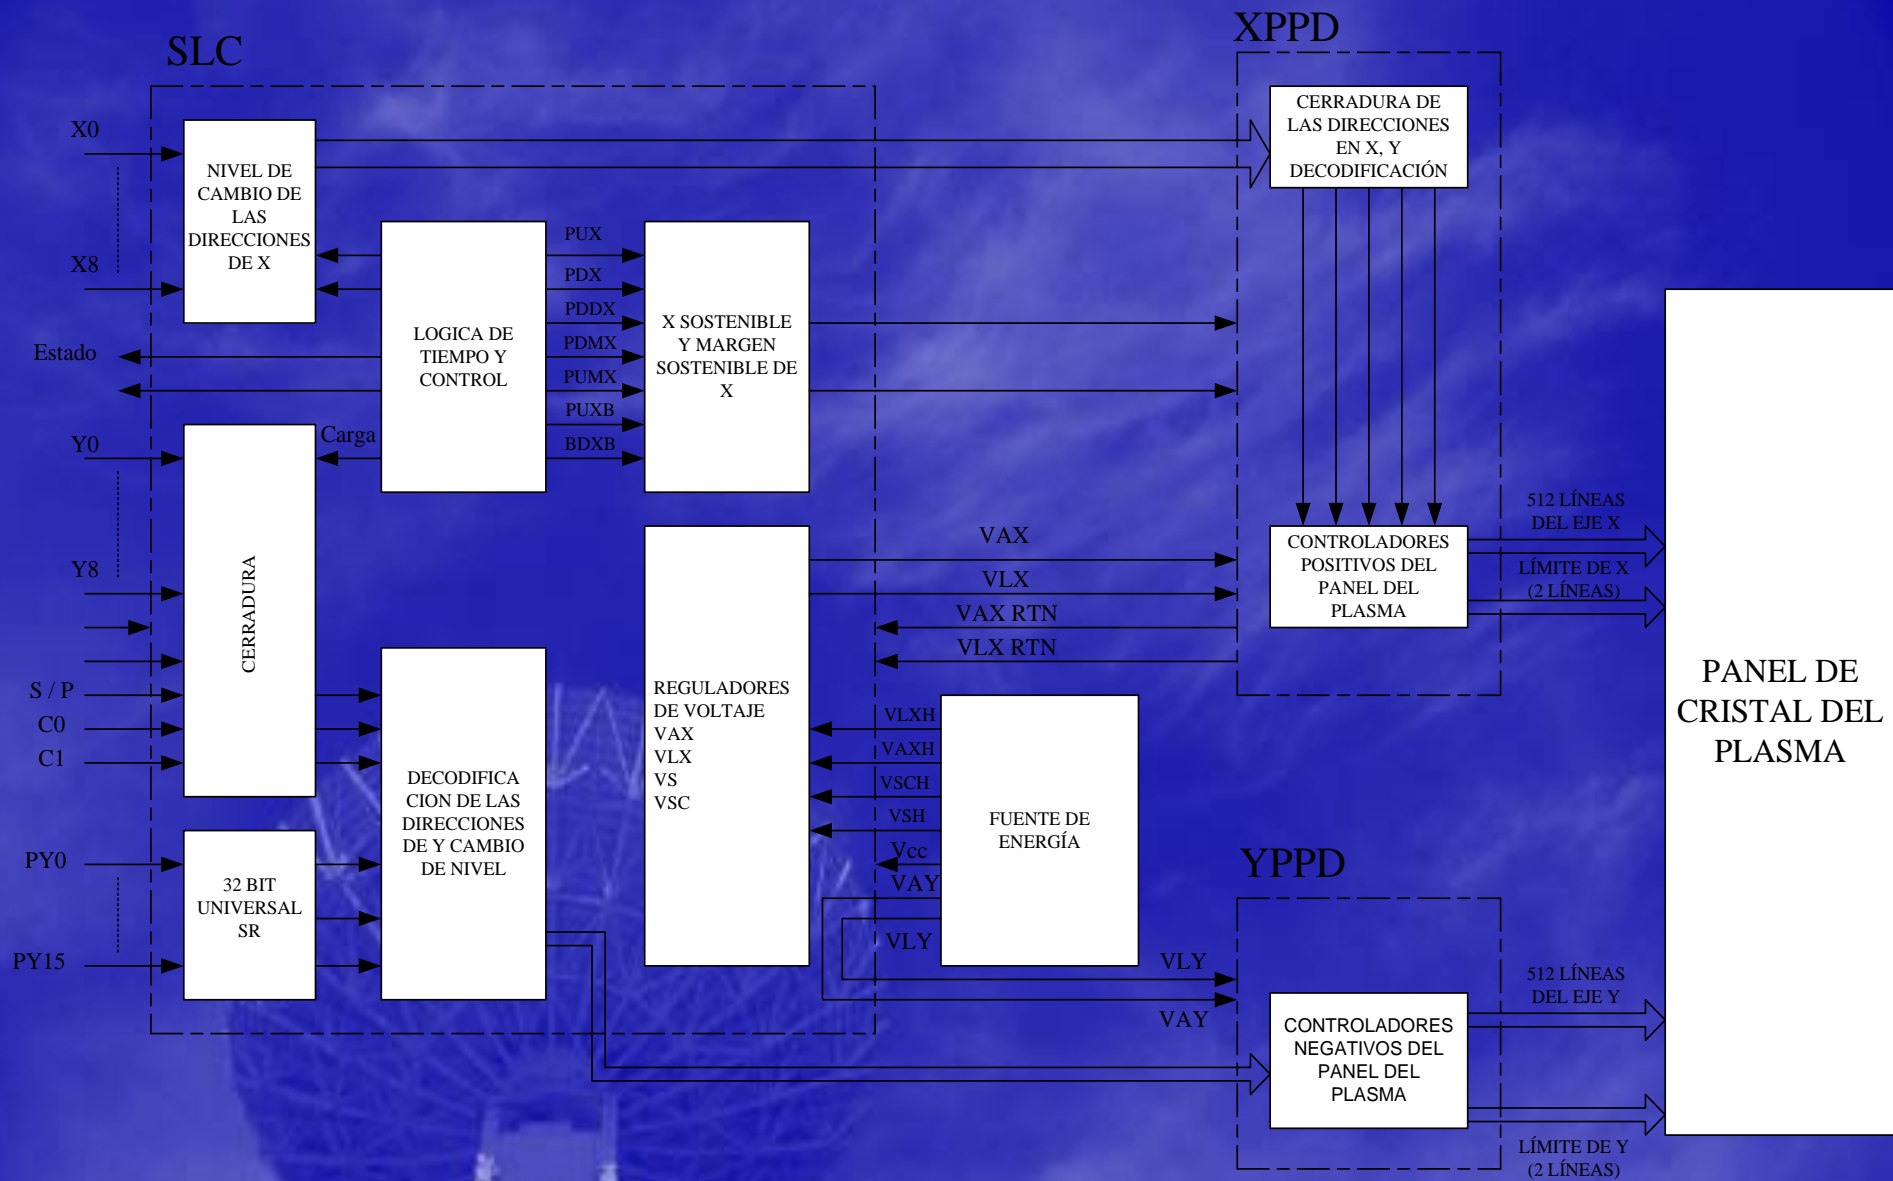 SLC
XPPD
X0
X8
NIVEL DE
CAMBIO DE
LAS
DIRECCIONES
DE X
Estado
LOGICA DE
TIEMPO Y
CONTROL
PUX
PDX
PDDX
PDMX
PUMX
PUXB
BDXB
X SOSTENIBLE
Y MARGEN
SOSTENIBLE DE
X
CERRADURA DE
LAS DIRECCIONES
EN X, Y
DECODIFICACIÓN
Y0
Y8
Carga
CERRADURA
S / P
C0
C1
VAX
VLX
VAX RTN
VLX RTN
CONTROLADORES
POSITIVOS DEL
PANEL DEL
PLASMA
512 LÍNEAS
DEL EJE X
LÍMITE DE X
(2 LÍNEAS)
PANEL DE
CRISTAL DEL
PLASMA
DECODIFICA
CION DE LAS
DIRECCIONES
DE Y CAMBIO
DE NIVEL
REGULADORES
DE VOLTAJE
VAX
VLX
VS
VSC
VLXH
VAXH
VSCH
VSH
Vcc
VAY
VLY
FUENTE DE
ENERGÍA
PY0
PY15
32 BIT
UNIVERSAL
SR
YPPD
VLY
VAY
CONTROLADORES
NEGATIVOS DEL
PANEL DEL
PLASMA
512 LÍNEAS
DEL EJE Y
LÍMITE DE Y
(2 LÍNEAS)